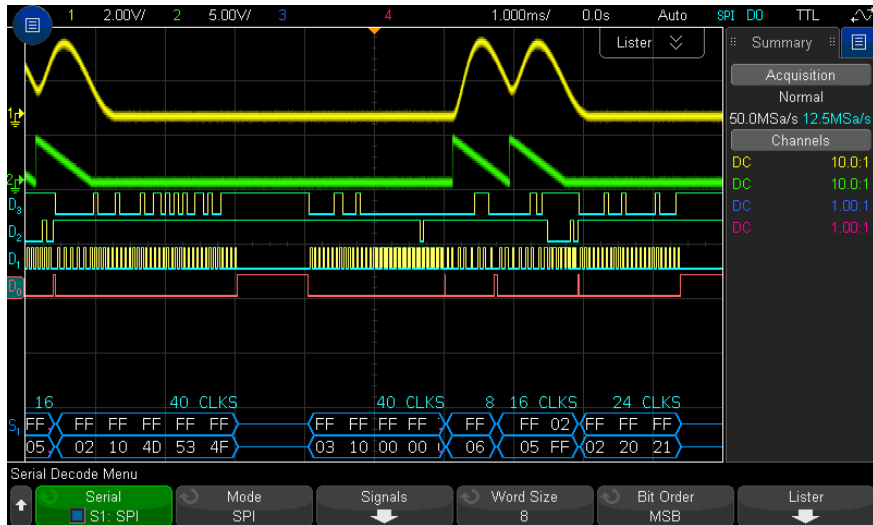 1 2.00V/ 2 5.00V/ 3 4 1.000ms/ 0.0s Auto SPI D0 TTL
Lister
Summary
Acquisition
Normal
50.0MSa/s 12.5MSa/s
Channels
DC 10.0:1
DC 10.0:1
DC 1.00:1
DC 1.00:1
1
2
D3
D2
D1
D0
16 40 CLKS 40 CLKS 8 16 CLKS 24 CLKS
S1 FF FF FF FF FF FF FF FF FF FF FF FF 02 FF FF FF
05 02 10 4D 53 4F 03 10 00 00 06 05 FF 02 20 21
Serial Decode Menu
Serial Mode Signals Word Size Bit Order Lister
S1: SPI SPI 8 MSB